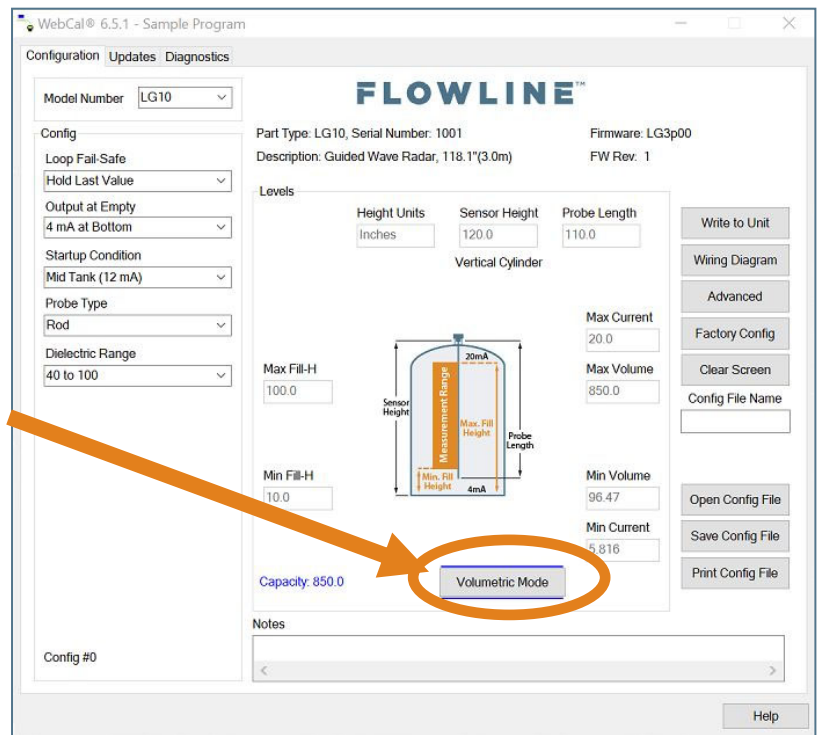 WebCal® 6.5.1 - Sample Program
Configuration Updates Diagnostics
Model Number LG10
FLOWLINE™
Config
Part Type: LG10, Serial Number: 1001 Firmware: LG3p00
Description: Guided Wave Radar, 118.1"(3.0m) FW Rev: 1
Loop Fail-Safe
Hold Last Value
Output at Empty
4 mA at Bottom
Startup Condition
Mid Tank (12 mA)
Probe Type
Rod
Dielectric Range
40 to 100
Config #0
Levels
Height Units Sensor Height Probe Length
Inches 120.0 110.0
Vertical Cylinder
Max Current
20.0
Max Fill-H
100.0
Max Volume
850.0
20mA
Measurement Range
Sensor
Height
Max. Fill
Height
Probe
Length
Min. Fill
Height
4mA
Min Fill-H
10.0
Min Volume
96.47
Min Current
5.816
Capacity: 850.0
Volumetric Mode
Notes
Write to Unit
Wiring Diagram
Advanced
Factory Config
Clear Screen
Config File Name
Open Config File
Save Config File
Print Config File
Help